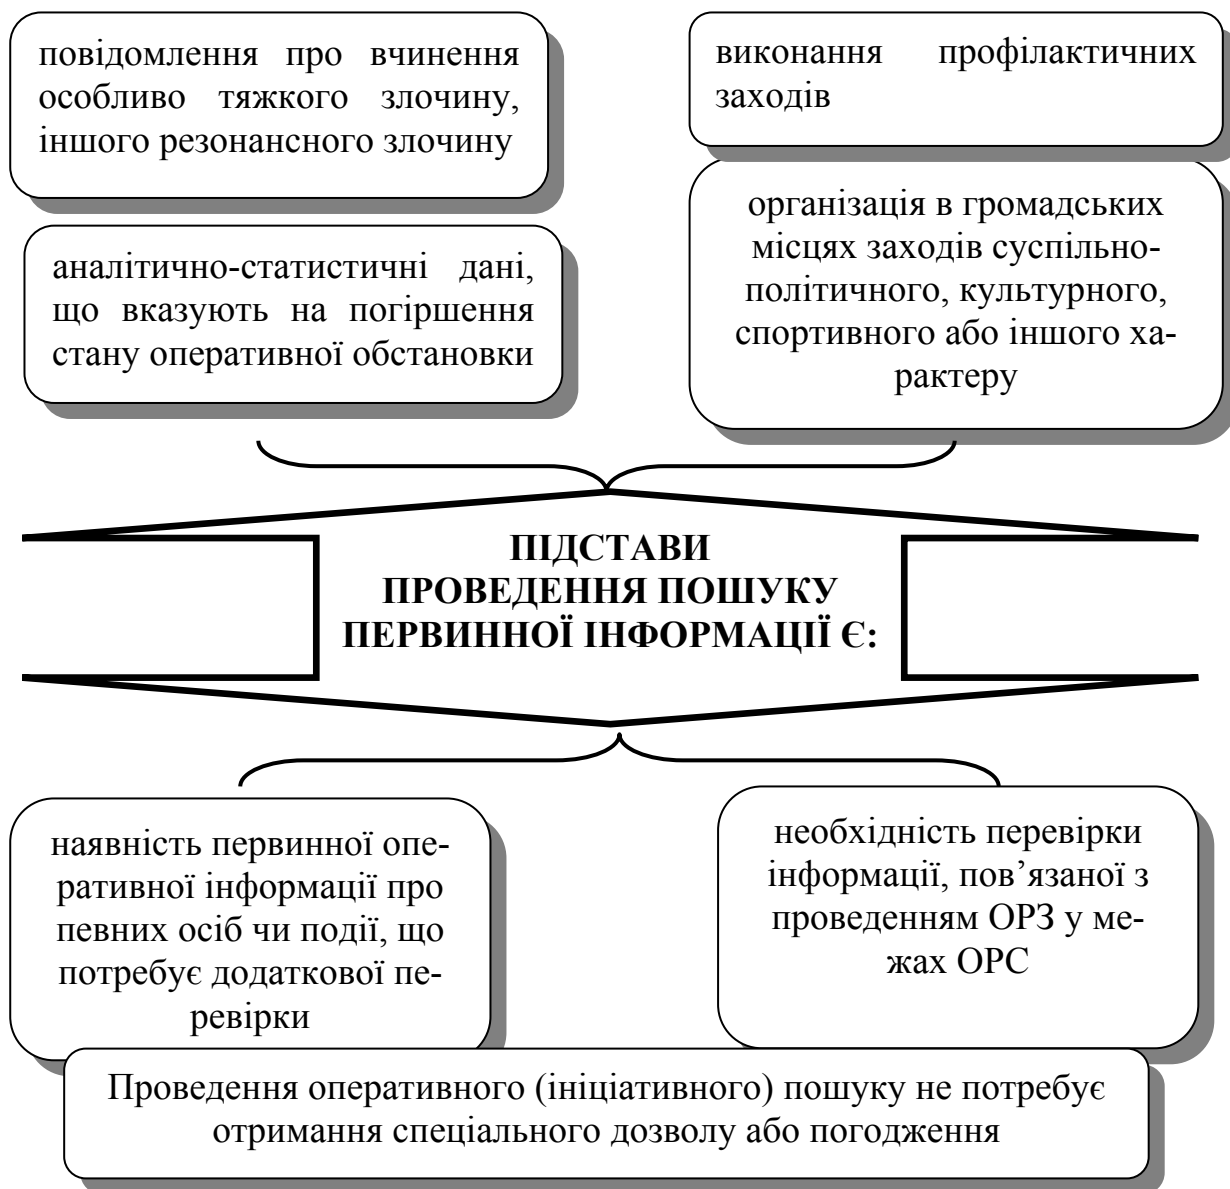 повідомлення про вчинення
особливо тяжкого злочину,
іншого резонансного злочину
виконання профілактичних
заходів
аналітично-статистичні дані,
що вказують на погіршення
стану оперативної обстановки
організація в громадських
місцях заходів суспільно-
політичного, культурного,
спортивного або іншого ха-
рактеру
ПІДСТАВИ
ПРОВЕДЕННЯ ПОШУКУ
ПЕРВИННОЇ ІНФОРМАЦІЇ Є:
наявність первинної опе-
ративної інформації про
певних осіб чи події, що
потребує додаткової пе-
ревірки
необхідність перевірки
інформації, пов’язаної з
проведенням ОРЗ у ме-
жах ОРС
Проведення оперативного (ініціативного) пошуку не потребує
отримання спеціального дозволу або погодження